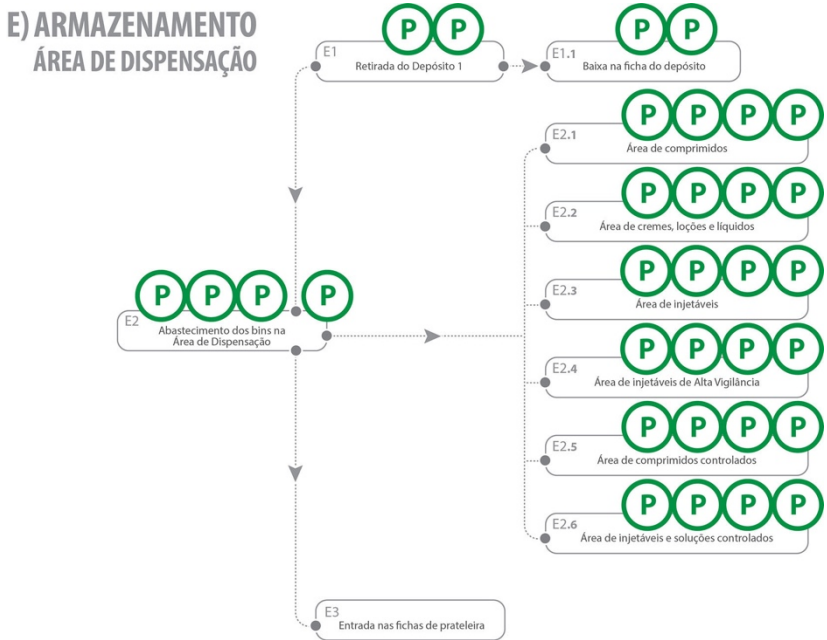 E) ARMAZENAMENTO
ÁREA DE DISPENSAÇÃO
P P
E1
Retirada do Depósito 1
P P
E1.1
Baixa na ficha do depósito
P P P P
E2.1
Área de comprimidos
P P P P
E2.2
Área de cremes, loções e líquidos
P P P P
E2.3
Área de injetáveis
P P P P
E2
Abastecimento dos bins na
Área de Dispensação
P P P P
E2.4
Área de injetáveis de Alta Vigilância
P P P P
E2.5
Área de comprimidos controlados
P P P P
E2.6
Área de injetáveis e soluções controlados
E3
Entrada nas fichas de prateleira